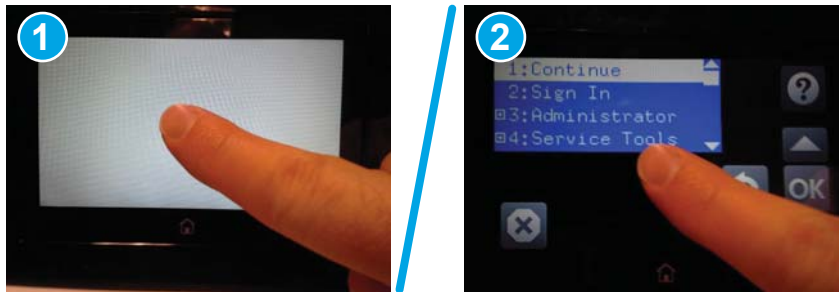 1
2
1:Continue
2:Sign In
3:Administrator
4:Service Tools
?
OK